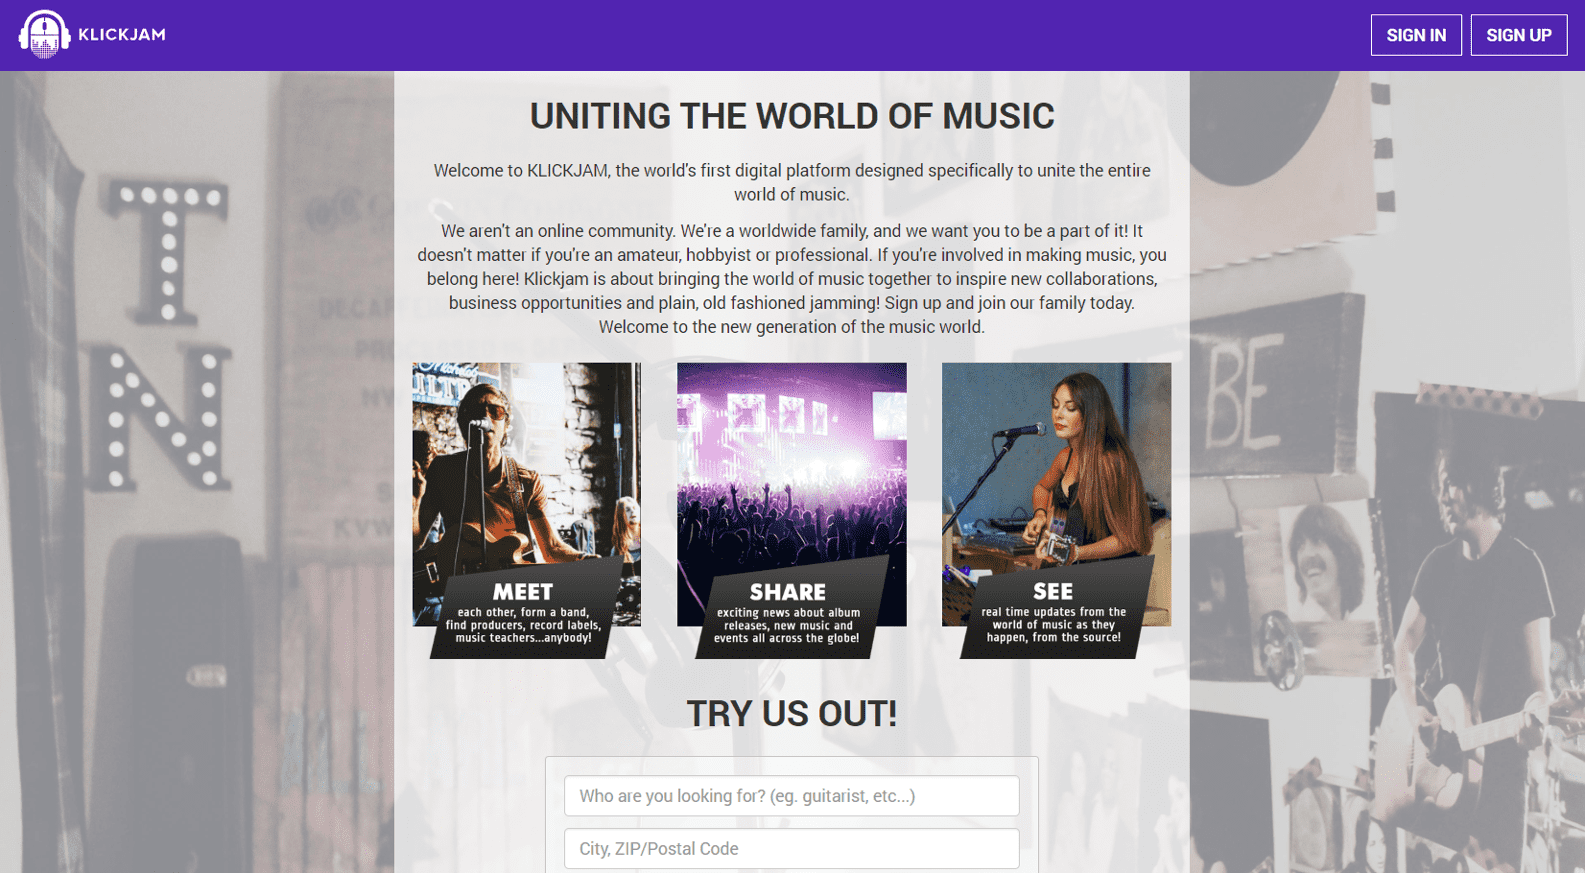 KLICKJAM
SIGN IN
SIGN UP
UNITING THE WORLD OF MUSIC
Welcome to KLICKJAM, the world's first digital platform designed specifically to unite the entire
world of music.
We aren't an online community. We're a worldwide family, and we want you to be a part of it! It
doesn't matter if you're an amateur, hobbyist or professional. If you're involved in making music, you
belong here! Klickjam is about bringing the world of music together to inspire new collaborations,
business opportunities and plain, old fashioned jamming! Sign up and join our family today.
Welcome to the new generation of the music world.
T
N
BE
MEET
each other, form a band,
find producers, record labels,
music teachers...anybody!
SHARE
exciting news about album
releases, new music and
events all across the globe!
SEE
real time updates from the
world of music as they
happen, from the source!
TRY US OUT!
Who are you looking for? (eg. guitarist, etc...)
City, ZIP/Postal Code